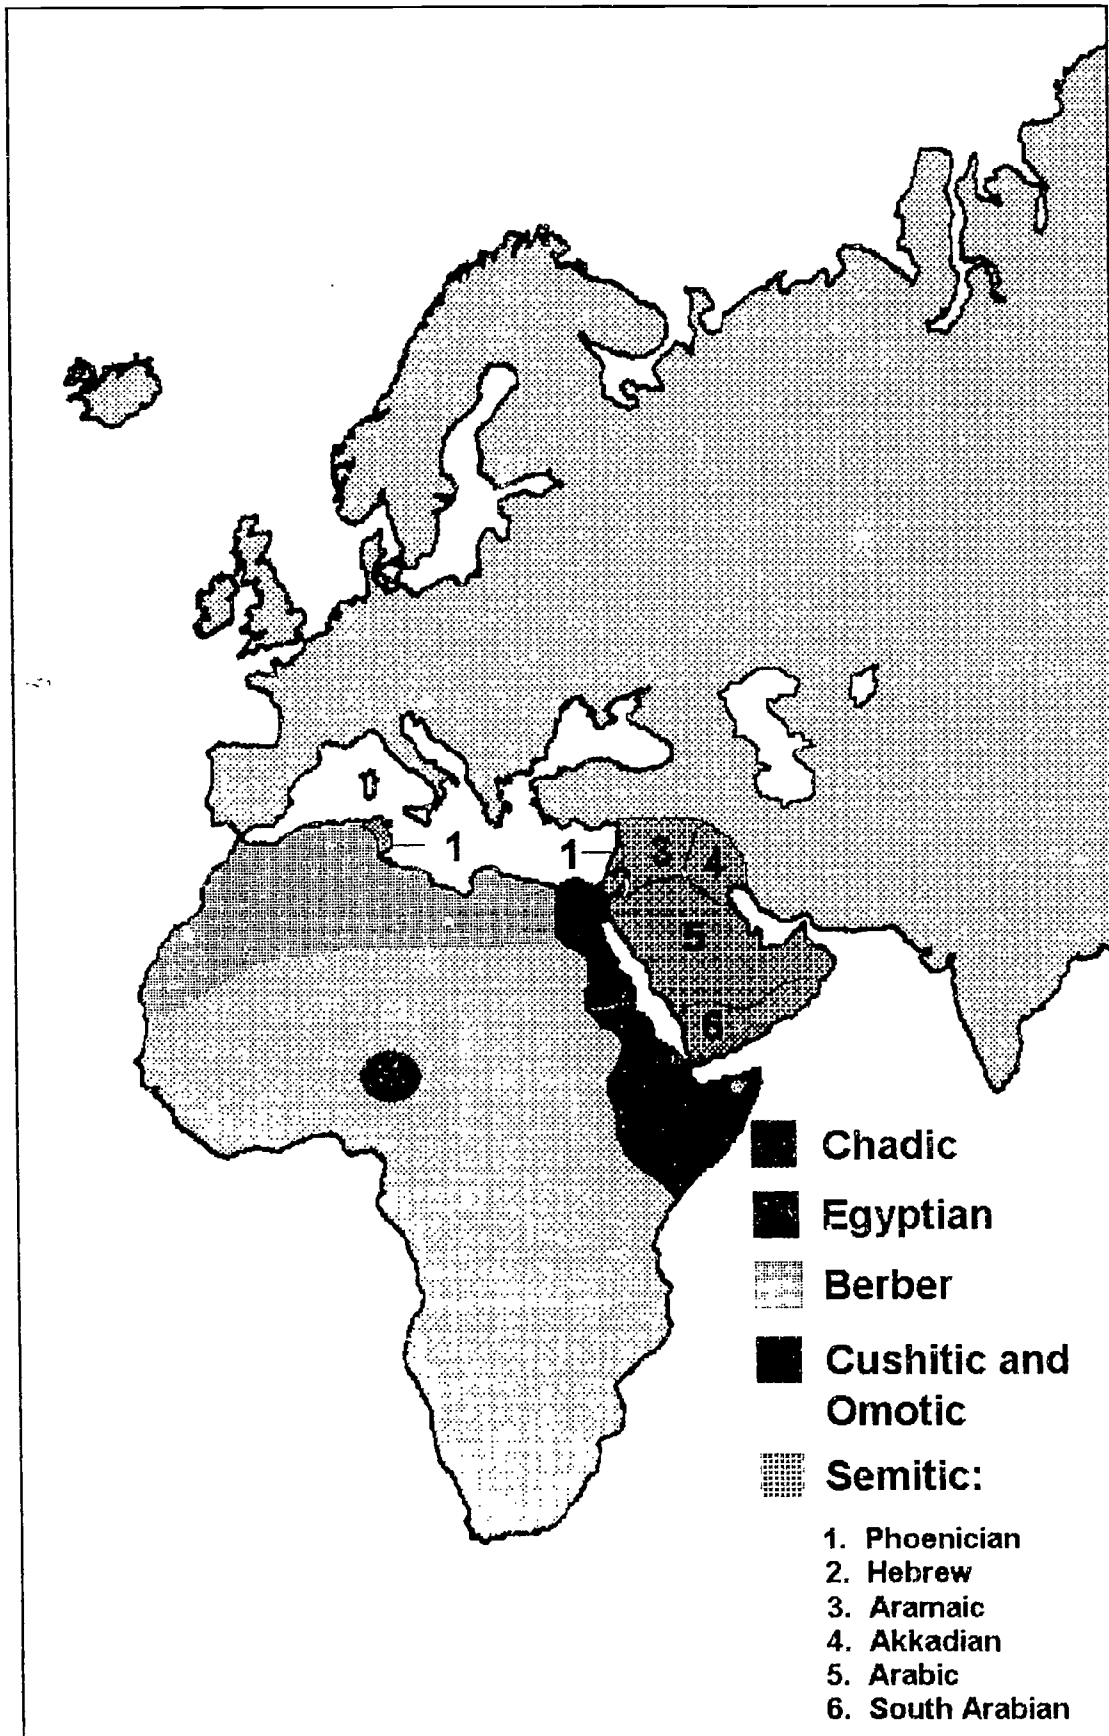 1
1
3
4
2
5
6
Chadic
Egyptian
Berber
Cushitic and
Omotic
Semitic:
1. Phoenician
2. Hebrew
3. Aramaic
4. Akkadian
5. Arabic
6. South Arabian